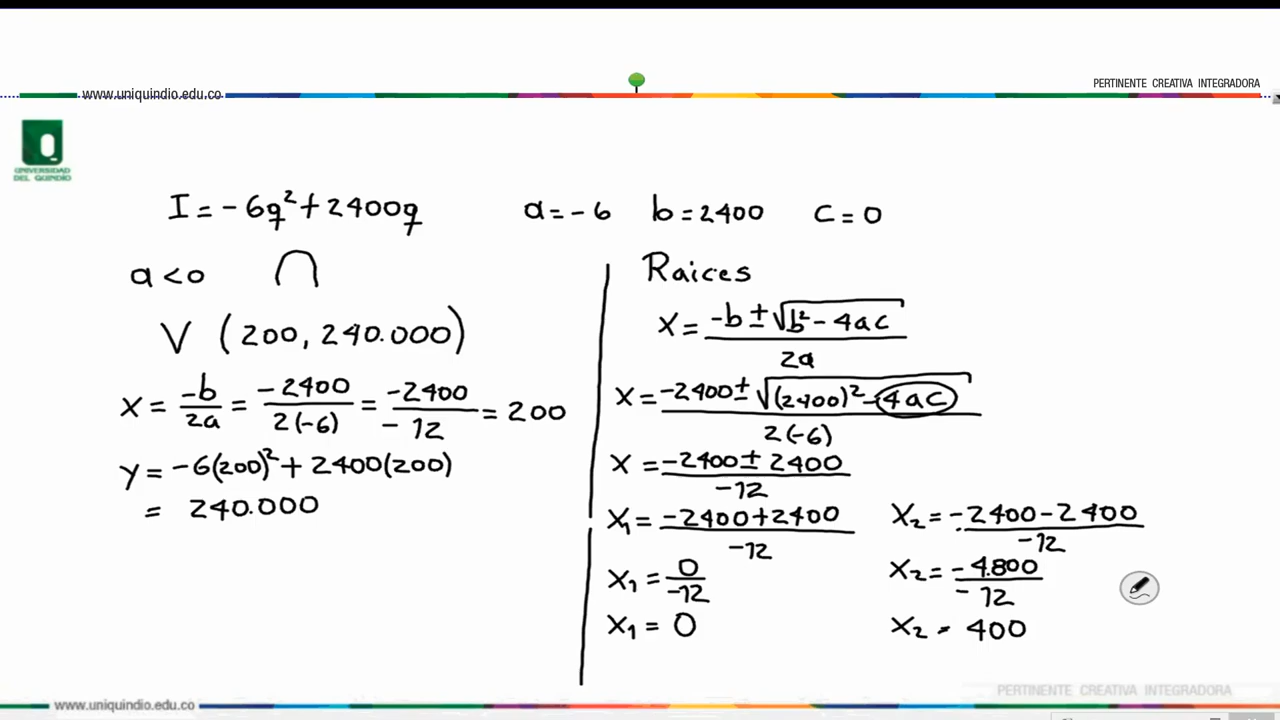 www.uniquindio.edu.co
PERTINENTE CREATIVA INTEGRADORA
UNIVERSIDAD
DEL QUINDÍO
I = -6q² + 2400q
a = -6 b = 2400 c = 0
a < 0
V (200, 240.000)
X = -b/2a = -2400/2(-6) = -2400/-12 = 200
Y = -6(200)² + 2400(200)
= 240.000
Raices
X = (-b ± √(b² - 4ac))/2a
X = (-2400 ± √((2400)² - 4ac))/2(-6)
X = (-2400 ± 2400)/-12
X₁ = (-2400 + 2400)/-12
X₁ = 0/-12
X₁ = 0
X₂ = (-2400 - 2400)/-12
X₂ = -4.800/-12
X₂ = 400
www.uniquindio.edu.co
PERTINENTE CREATIVA INTEGRADORA